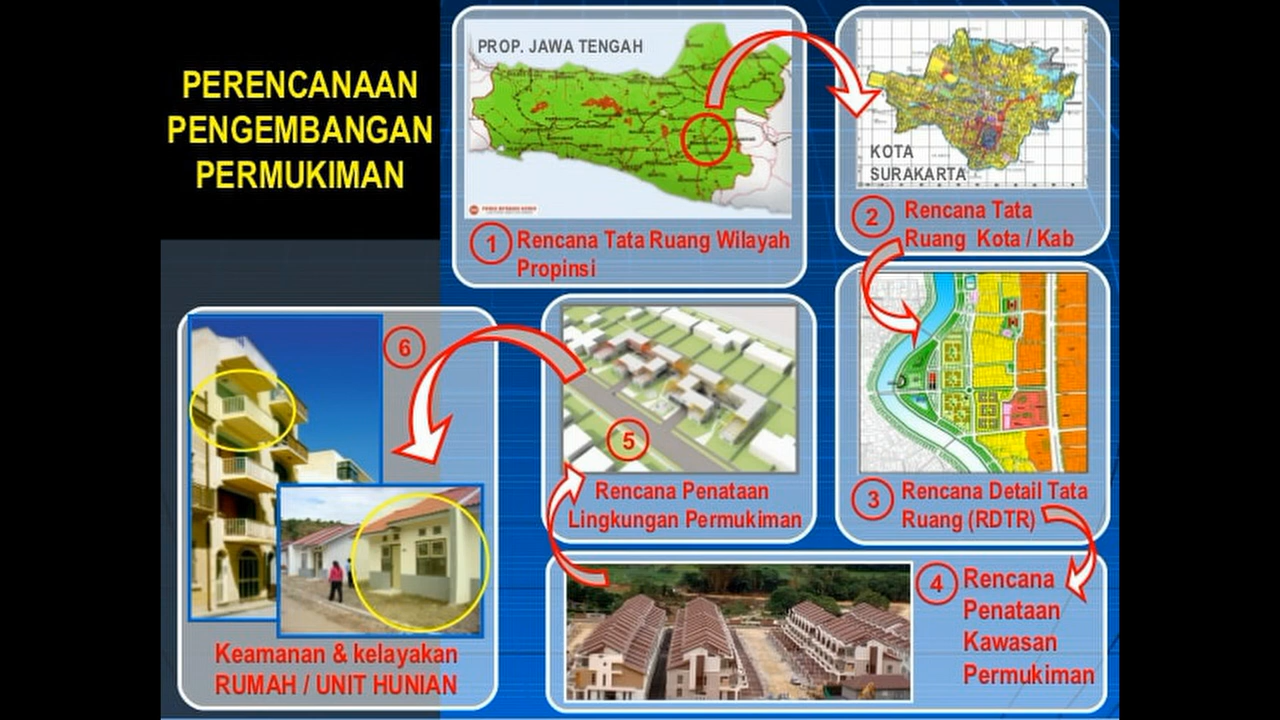 PERENCANAAN
PENGEMBANGAN
PERMUKIMAN
PROP. JAWA TENGAH
1
Rencana Tata Ruang Wilayah
Propinsi
KOTA
SURAKARTA
2
Rencana Tata
Ruang Kota / Kab
3
Rencana Detail Tata
Ruang (RDTR)
4
Rencana
Penataan
Kawasan
Permukiman
5
Rencana Penataan
Lingkungan Permukiman
6
Keamanan & kelayakan
RUMAH / UNIT HUNIAN